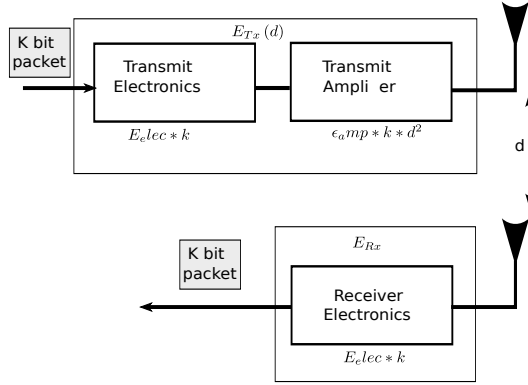 K bit
packet
E_{Tx}(d)
Transmit
Electronics
Transmit
Ampli er
E_elec * k
ϵ_amp * k * d^2
d
K bit
packet
E_{Rx}
Receiver
Electronics
E_elec * k